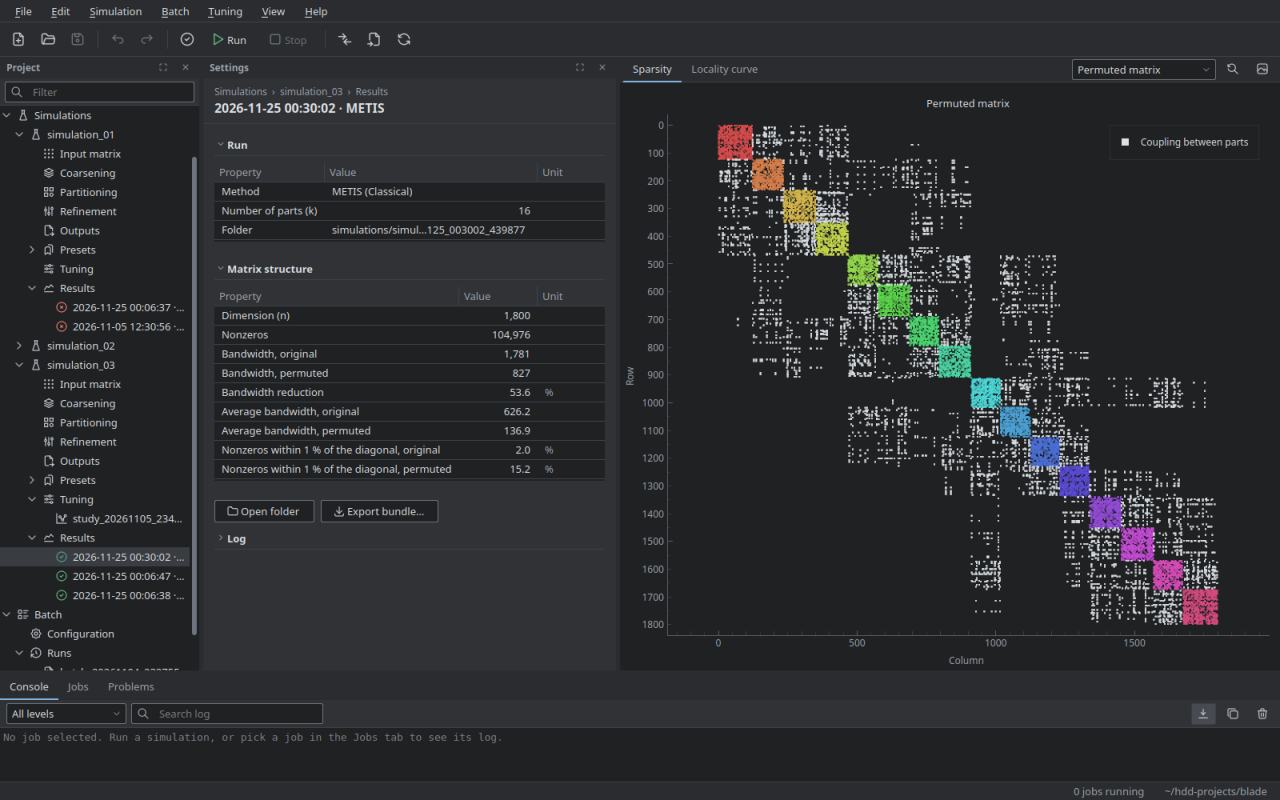 File Edit Simulation Batch Tuning View Help
Run Stop
Project
Filter
Simulations
simulation_01
Input matrix
Coarsening
Partitioning
Refinement
Outputs
Presets
Tuning
Results
2026-11-25 00:06:37 ·...
2026-11-05 12:30:56 ·...
simulation_02
simulation_03
Input matrix
Coarsening
Partitioning
Refinement
Outputs
Presets
Tuning
study_20261105_234...
Results
2026-11-25 00:30:02 ·...
2026-11-25 00:06:47 ·...
2026-11-25 00:06:38 ·...
Batch
Configuration
Runs
Settings
Simulations › simulation_03 › Results
2026-11-25 00:30:02 · METIS
Run
Property Value Unit
Method METIS (Classical)
Number of parts (k) 16
Folder simulations/simul...125_003002_439877
Matrix structure
Property Value Unit
Dimension (n) 1,800
Nonzeros 104,976
Bandwidth, original 1,781
Bandwidth, permuted 827
Bandwidth reduction 53.6 %
Average bandwidth, original 626.2
Average bandwidth, permuted 136.9
Nonzeros within 1 % of the diagonal, original 2.0 %
Nonzeros within 1 % of the diagonal, permuted 15.2 %
Open folder Export bundle...
Log
Sparsity Locality curve
Permuted matrix
Permuted matrix
Coupling between parts
0
100
200
300
400
500
600
700
800
900
1000
1100
1200
1300
1400
1500
1600
1700
1800
Row
0 500 1000 1500
Column
Console Jobs Problems
All levels Search log
No job selected. Run a simulation, or pick a job in the Jobs tab to see its log.
0 jobs running ~/hdd-projects/blade